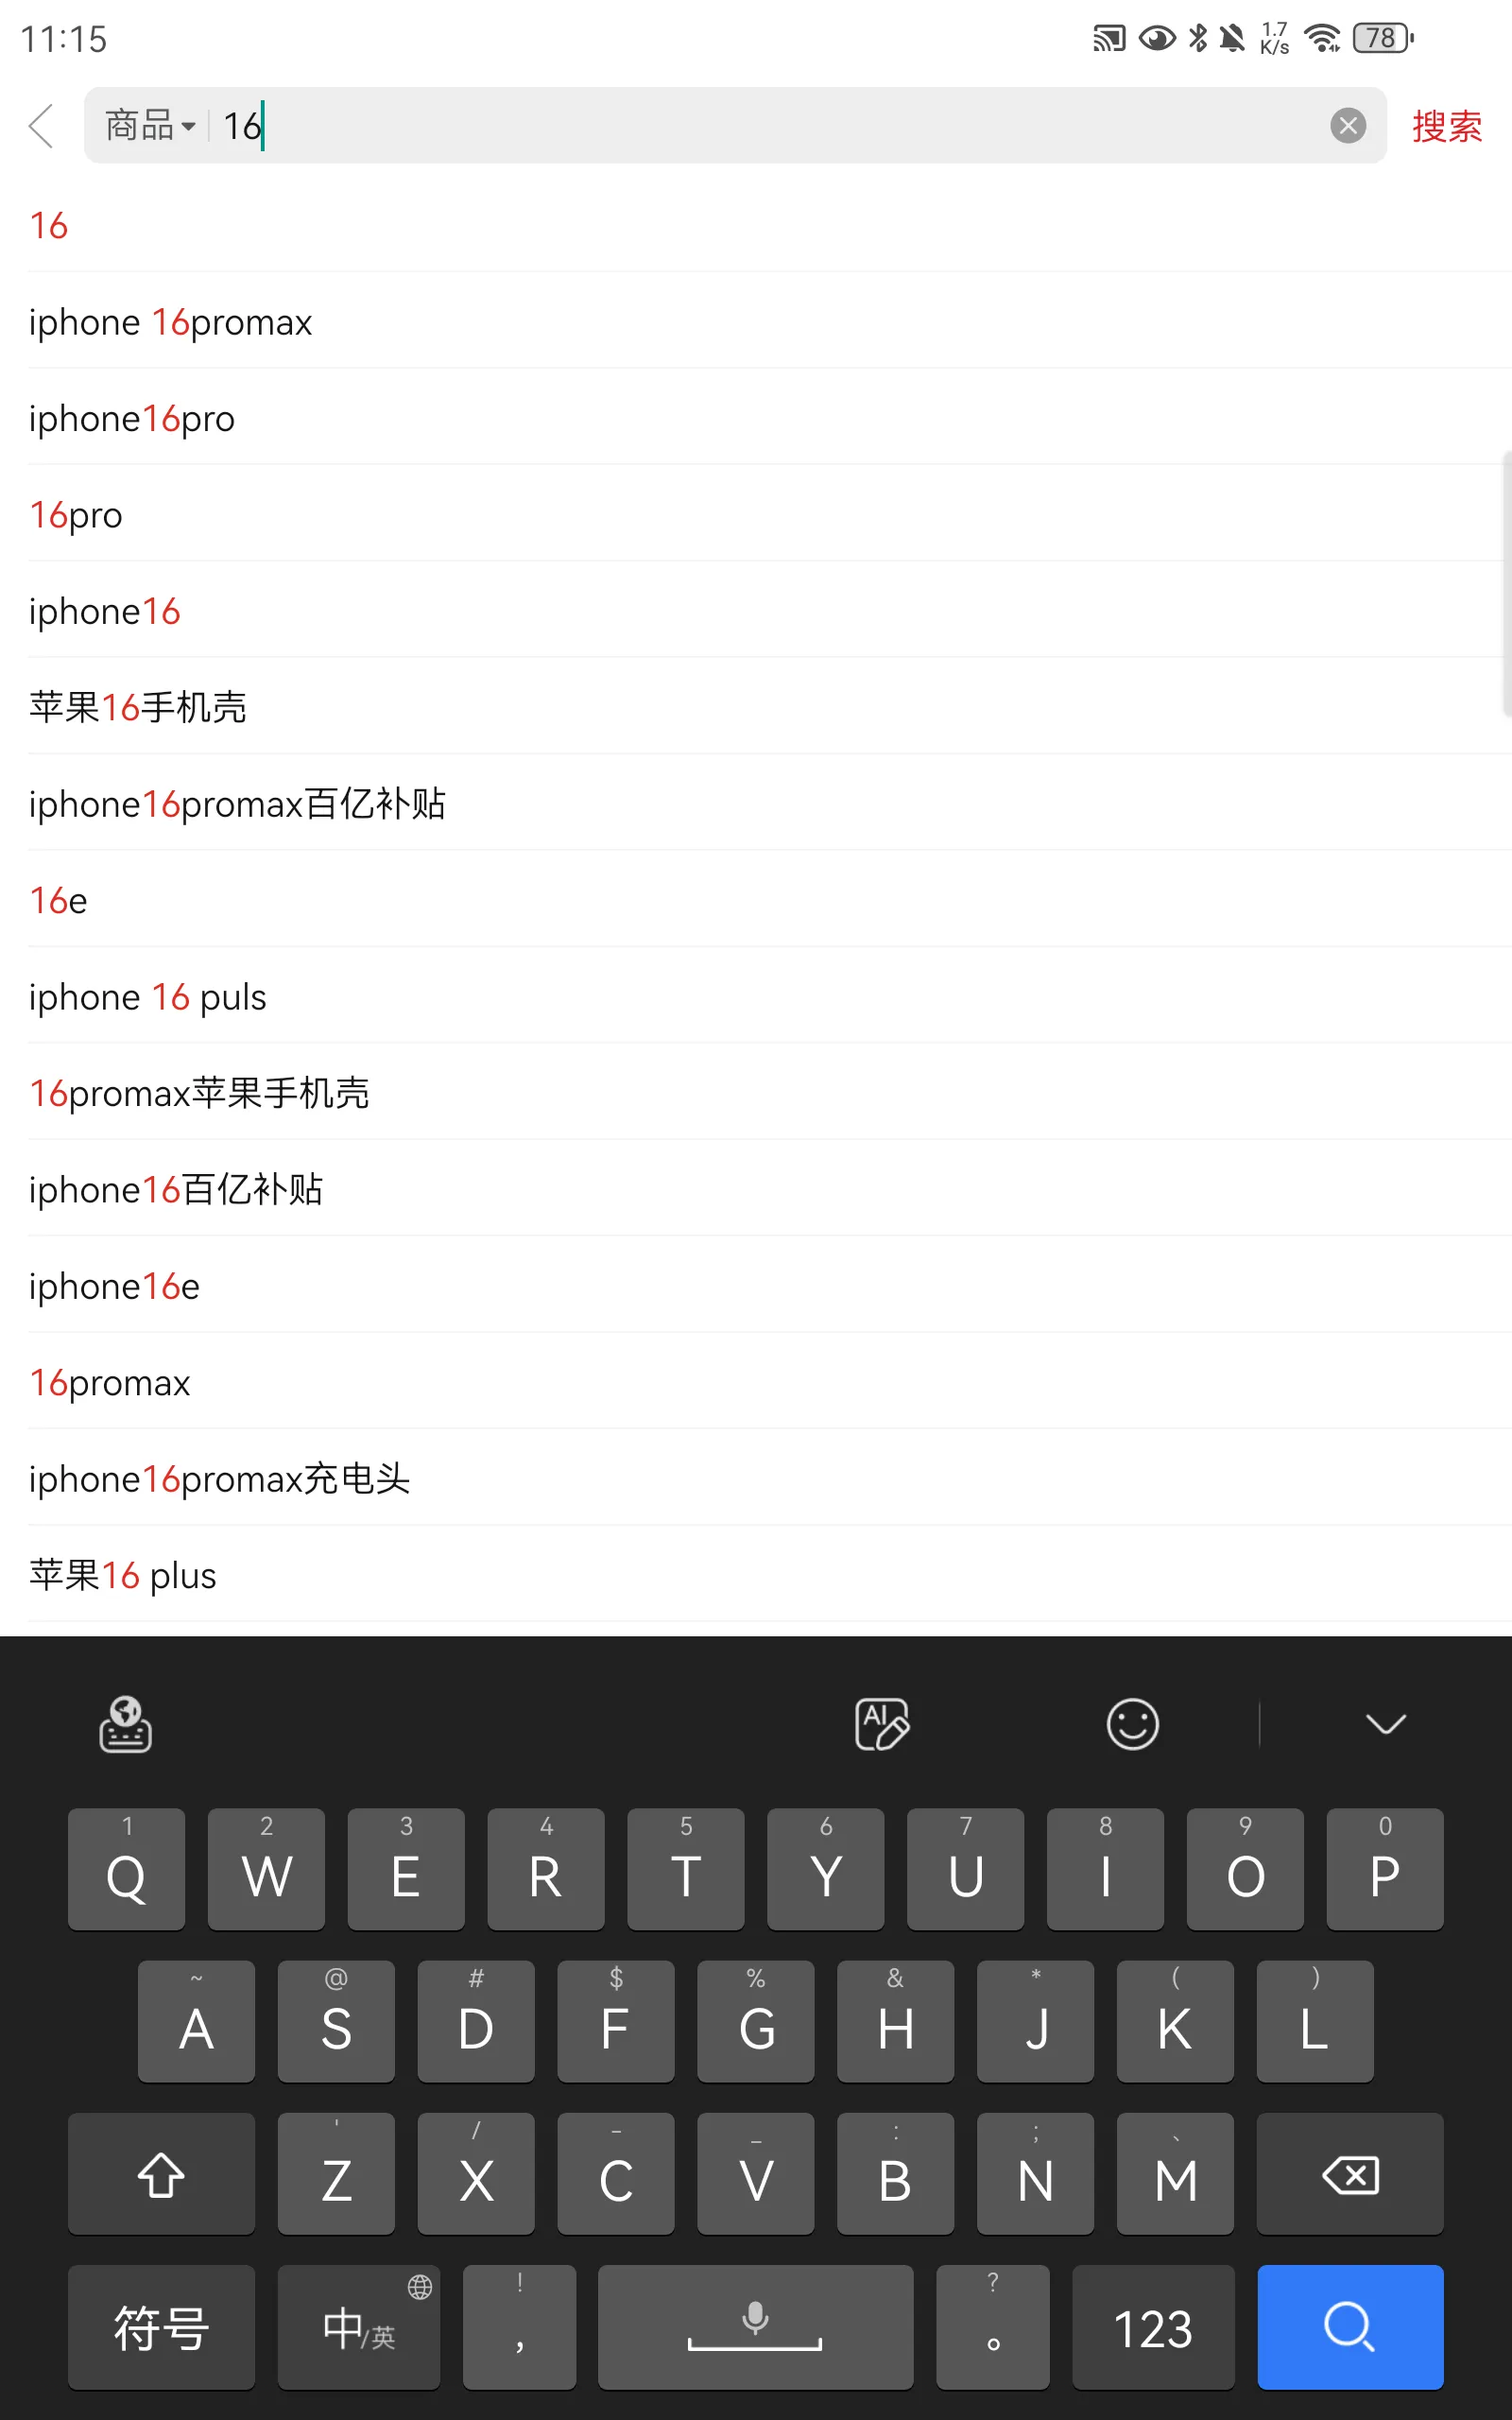 11:15
1.7 K/s
78
商品 16 搜索
16
iphone 16promax
iphone16pro
16pro
iphone16
苹果16手机壳
iphone16promax百亿补贴
16e
iphone 16 puls
16promax苹果手机壳
iphone16百亿补贴
iphone16e
16promax
iphone16promax充电头
苹果16 plus
AI
1 2 3 4 5 6 7 8 9 0
Q W E R T Y U I O P
~ @ # $ % & * ( )
A S D F G H J K L
' / - _ : ; 、
Z X C V B N M
! ?
符号 中/英 , 。 123